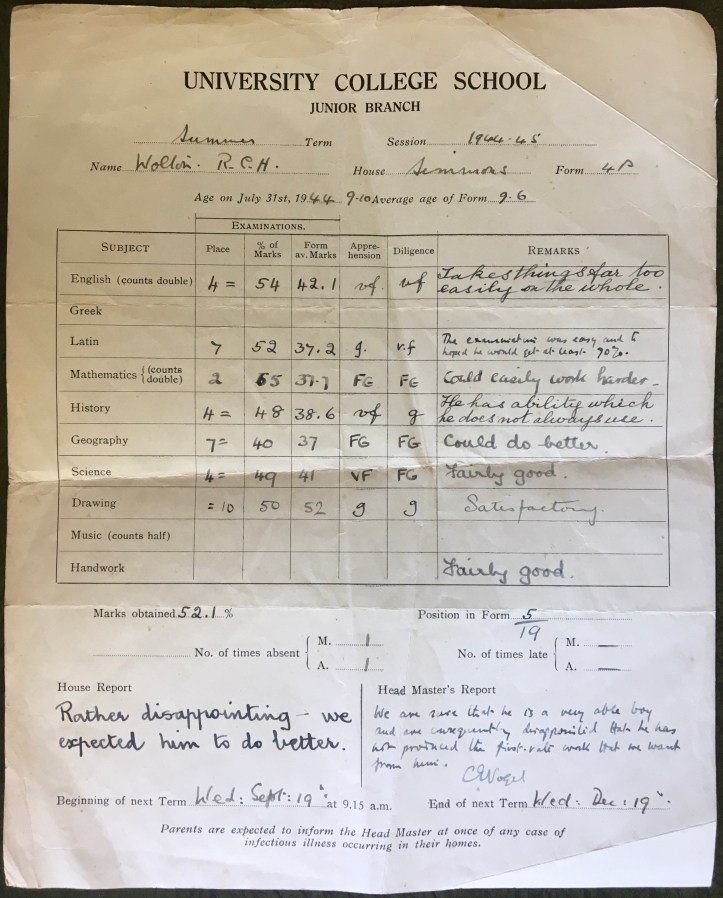 UNIVERSITY COLLEGE SCHOOL
JUNIOR BRANCH
Summer Term Session 1944-45
Name Wollin. R.C.H. House Simmons Form 4P
Age on July 31st, 1944 9.10 Average age of Form 9.6
EXAMINATIONS.
SUBJECT Place % of Marks Form av. Marks Appre-hension Diligence REMARKS
English (counts double) 4= 54 42.1 vf. vf Takes things far too
easily on the whole.
Greek
Latin 7 52 37.2 g. v.f The examination was easy and I
hoped he would get at least 70%.
Mathematics {(counts double) 2 65 37.7 FG FG Could easily work harder-
History 4= 48 38.6 vf g He has ability which
he does not always use.
Geography 7= 40 37 FG FG Could do better.
Science 4= 49 41 VF FG Fairly good.
Drawing =10 50 52 g g Satisfactory.
Music (counts half)
Handwork Fairly good.
Marks obtained 52.1 % Position in Form 5/19
No. of times absent { M. 1 No. of times late { M. —
A. 1 A. —
House Report
Rather disappointing – we
expected him to do better.
Head Master's Report
We are sure that he is a very able boy
and are consequently disappointed that he has
not produced the first-rate work that we want
from him.
C.Vogel
Beginning of next Term Wed: Sept: 19th at 9.15 a.m. End of next Term Wed: Dec: 19th.
Parents are expected to inform the Head Master at once of any case of
infectious illness occurring in their homes.